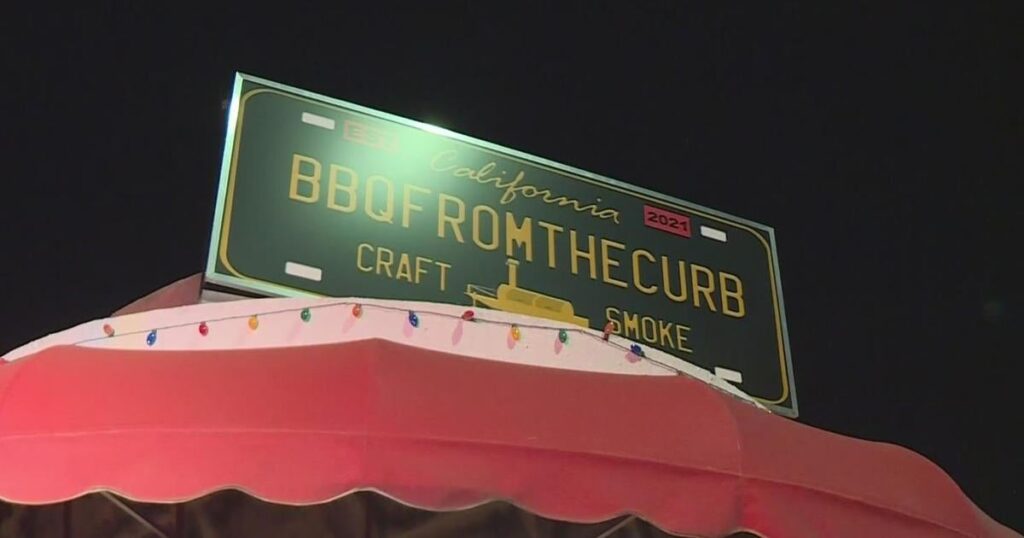 California
2021
BBQFROMTHECURB
CRAFT SMOKE